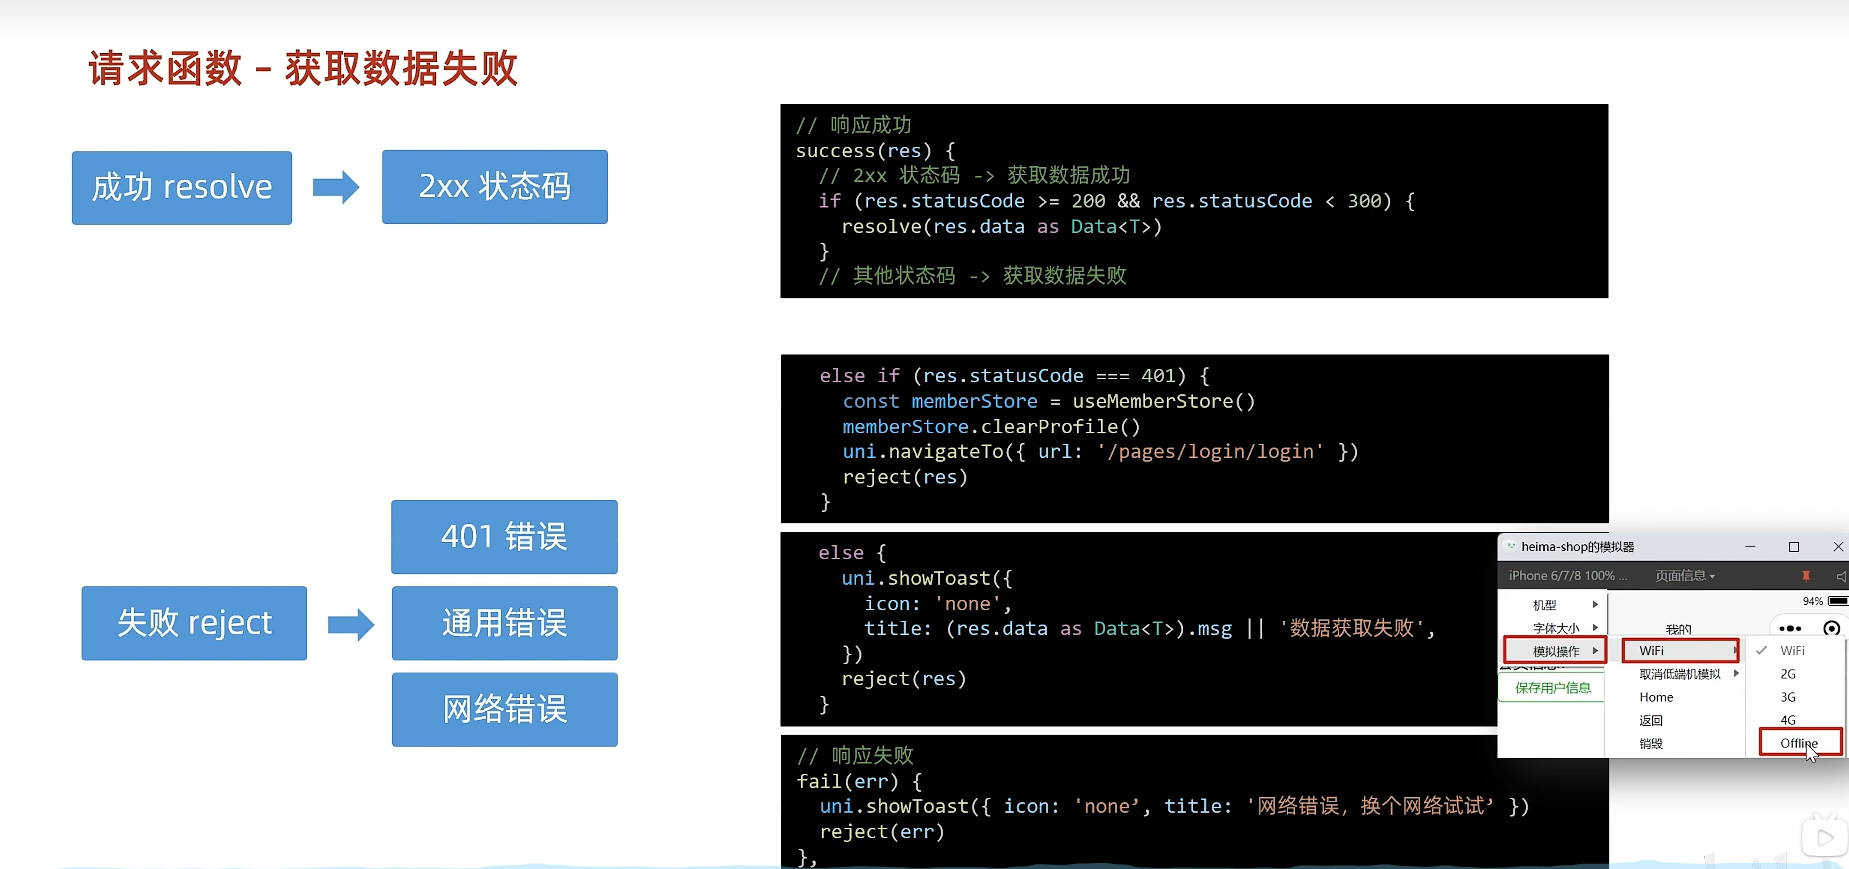 请求函数 – 获取数据失败
成功 resolve
2xx 状态码
// 响应成功
success(res) {
// 2xx 状态码 -> 获取数据成功
if (res.statusCode >= 200 && res.statusCode < 300) {
resolve(res.data as Data<T>)
}
// 其他状态码 -> 获取数据失败
else if (res.statusCode === 401) {
const memberStore = useMemberStore()
memberStore.clearProfile()
uni.navigateTo({ url: '/pages/login/login' })
reject(res)
}
失败 reject
401 错误
通用错误
网络错误
else {
uni.showToast({
icon: 'none',
title: (res.data as Data<T>).msg || '数据获取失败',
})
reject(res)
}
// 响应失败
fail(err) {
uni.showToast({ icon: 'none’, title: '网络错误，换个网络试试’ })
reject(err)
},
heima-shop的模拟器
iPhone 6/7/8 100% ...
页面信息
94%
机型
字体大小
模拟操作
我的
保存用户信息
WiFi
取消低端机模拟
Home
返回
销毁
WiFi
2G
3G
4G
Offline